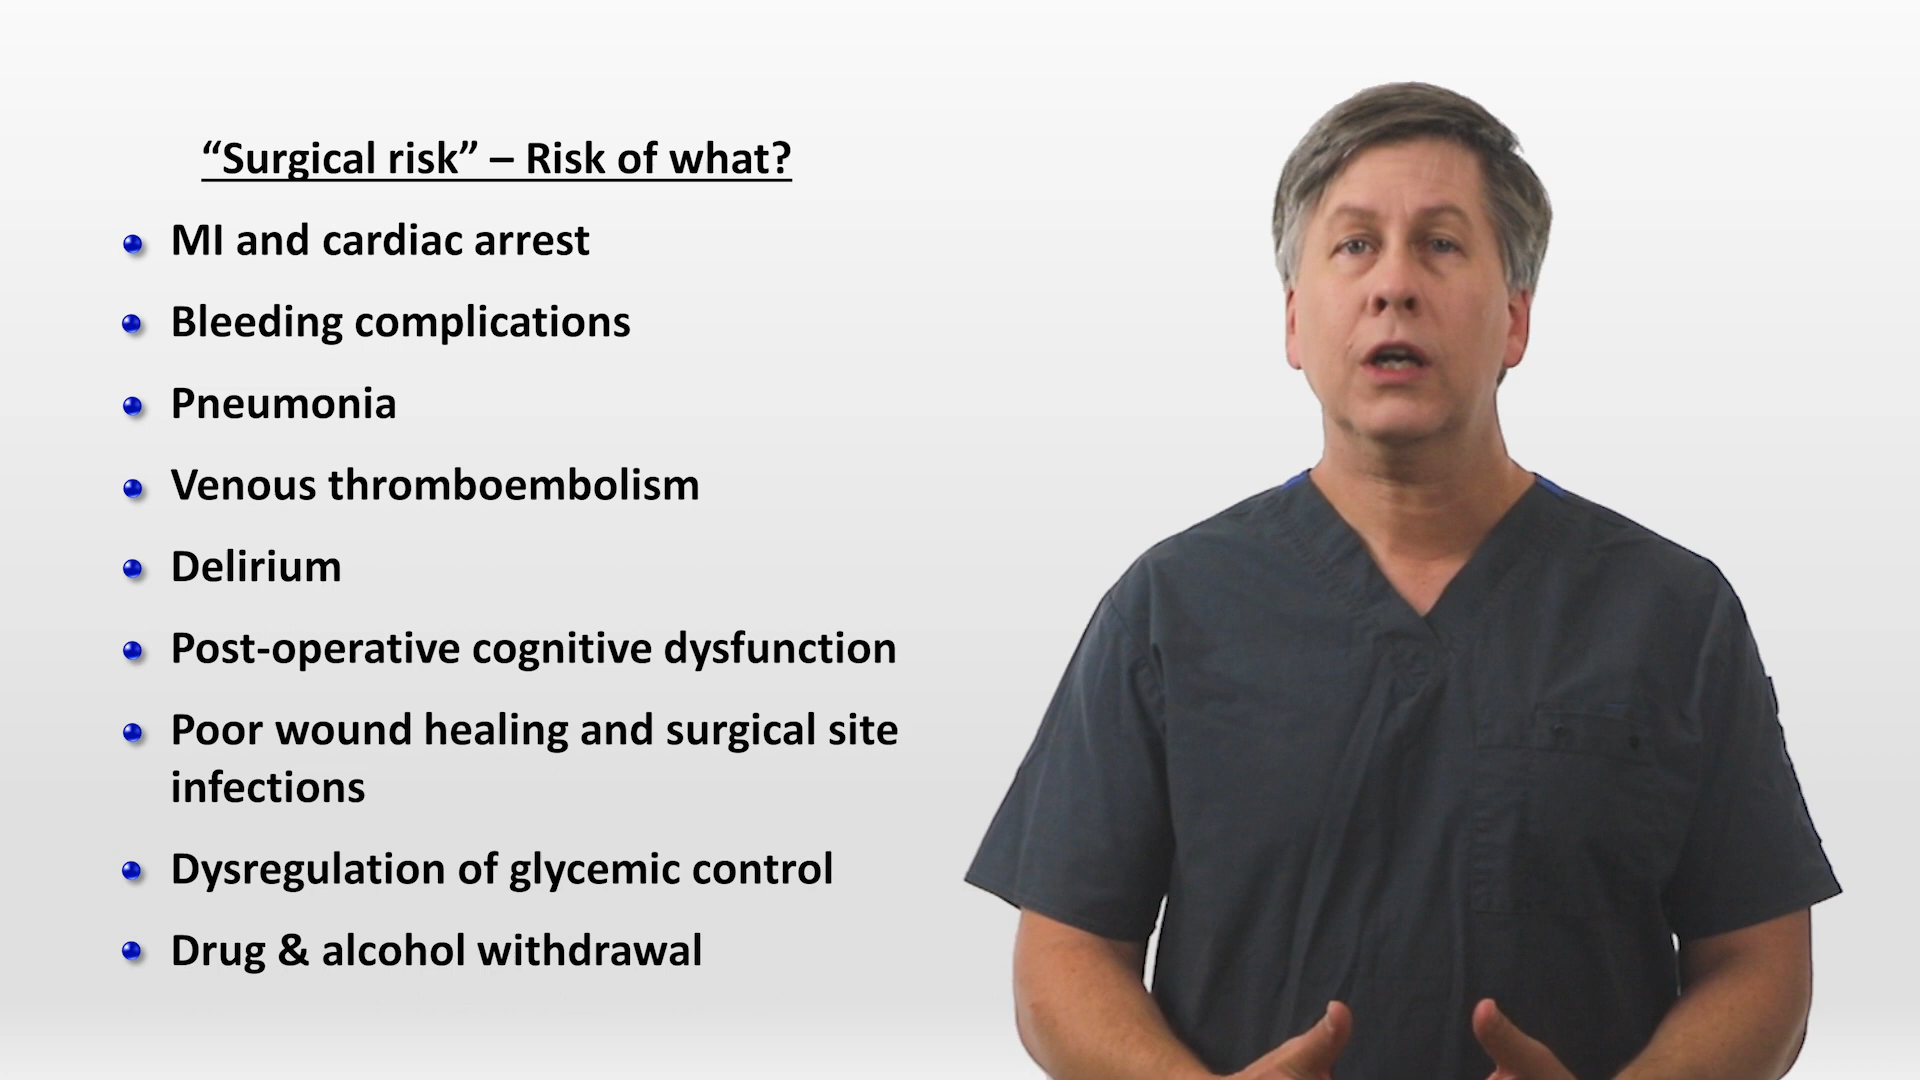 “Surgical risk” – Risk of what?
MI and cardiac arrest
Bleeding complications
Pneumonia
Venous thromboembolism
Delirium
Post-operative cognitive dysfunction
Poor wound healing and surgical site
infections
Dysregulation of glycemic control
Drug & alcohol withdrawal